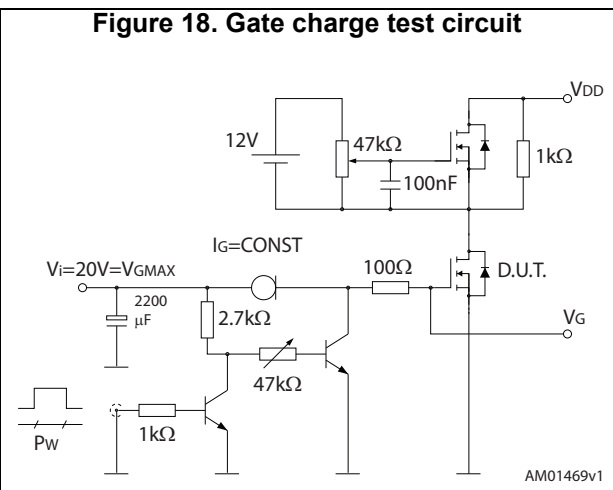 Figure 18. Gate charge test circuit
VDD
12V
47kΩ
1kΩ
100nF
IG=CONST
Vi=20V=VGMAX
100Ω
D.U.T.
2200
μF
2.7kΩ
VG
47kΩ
1kΩ
PW
AM01469v1